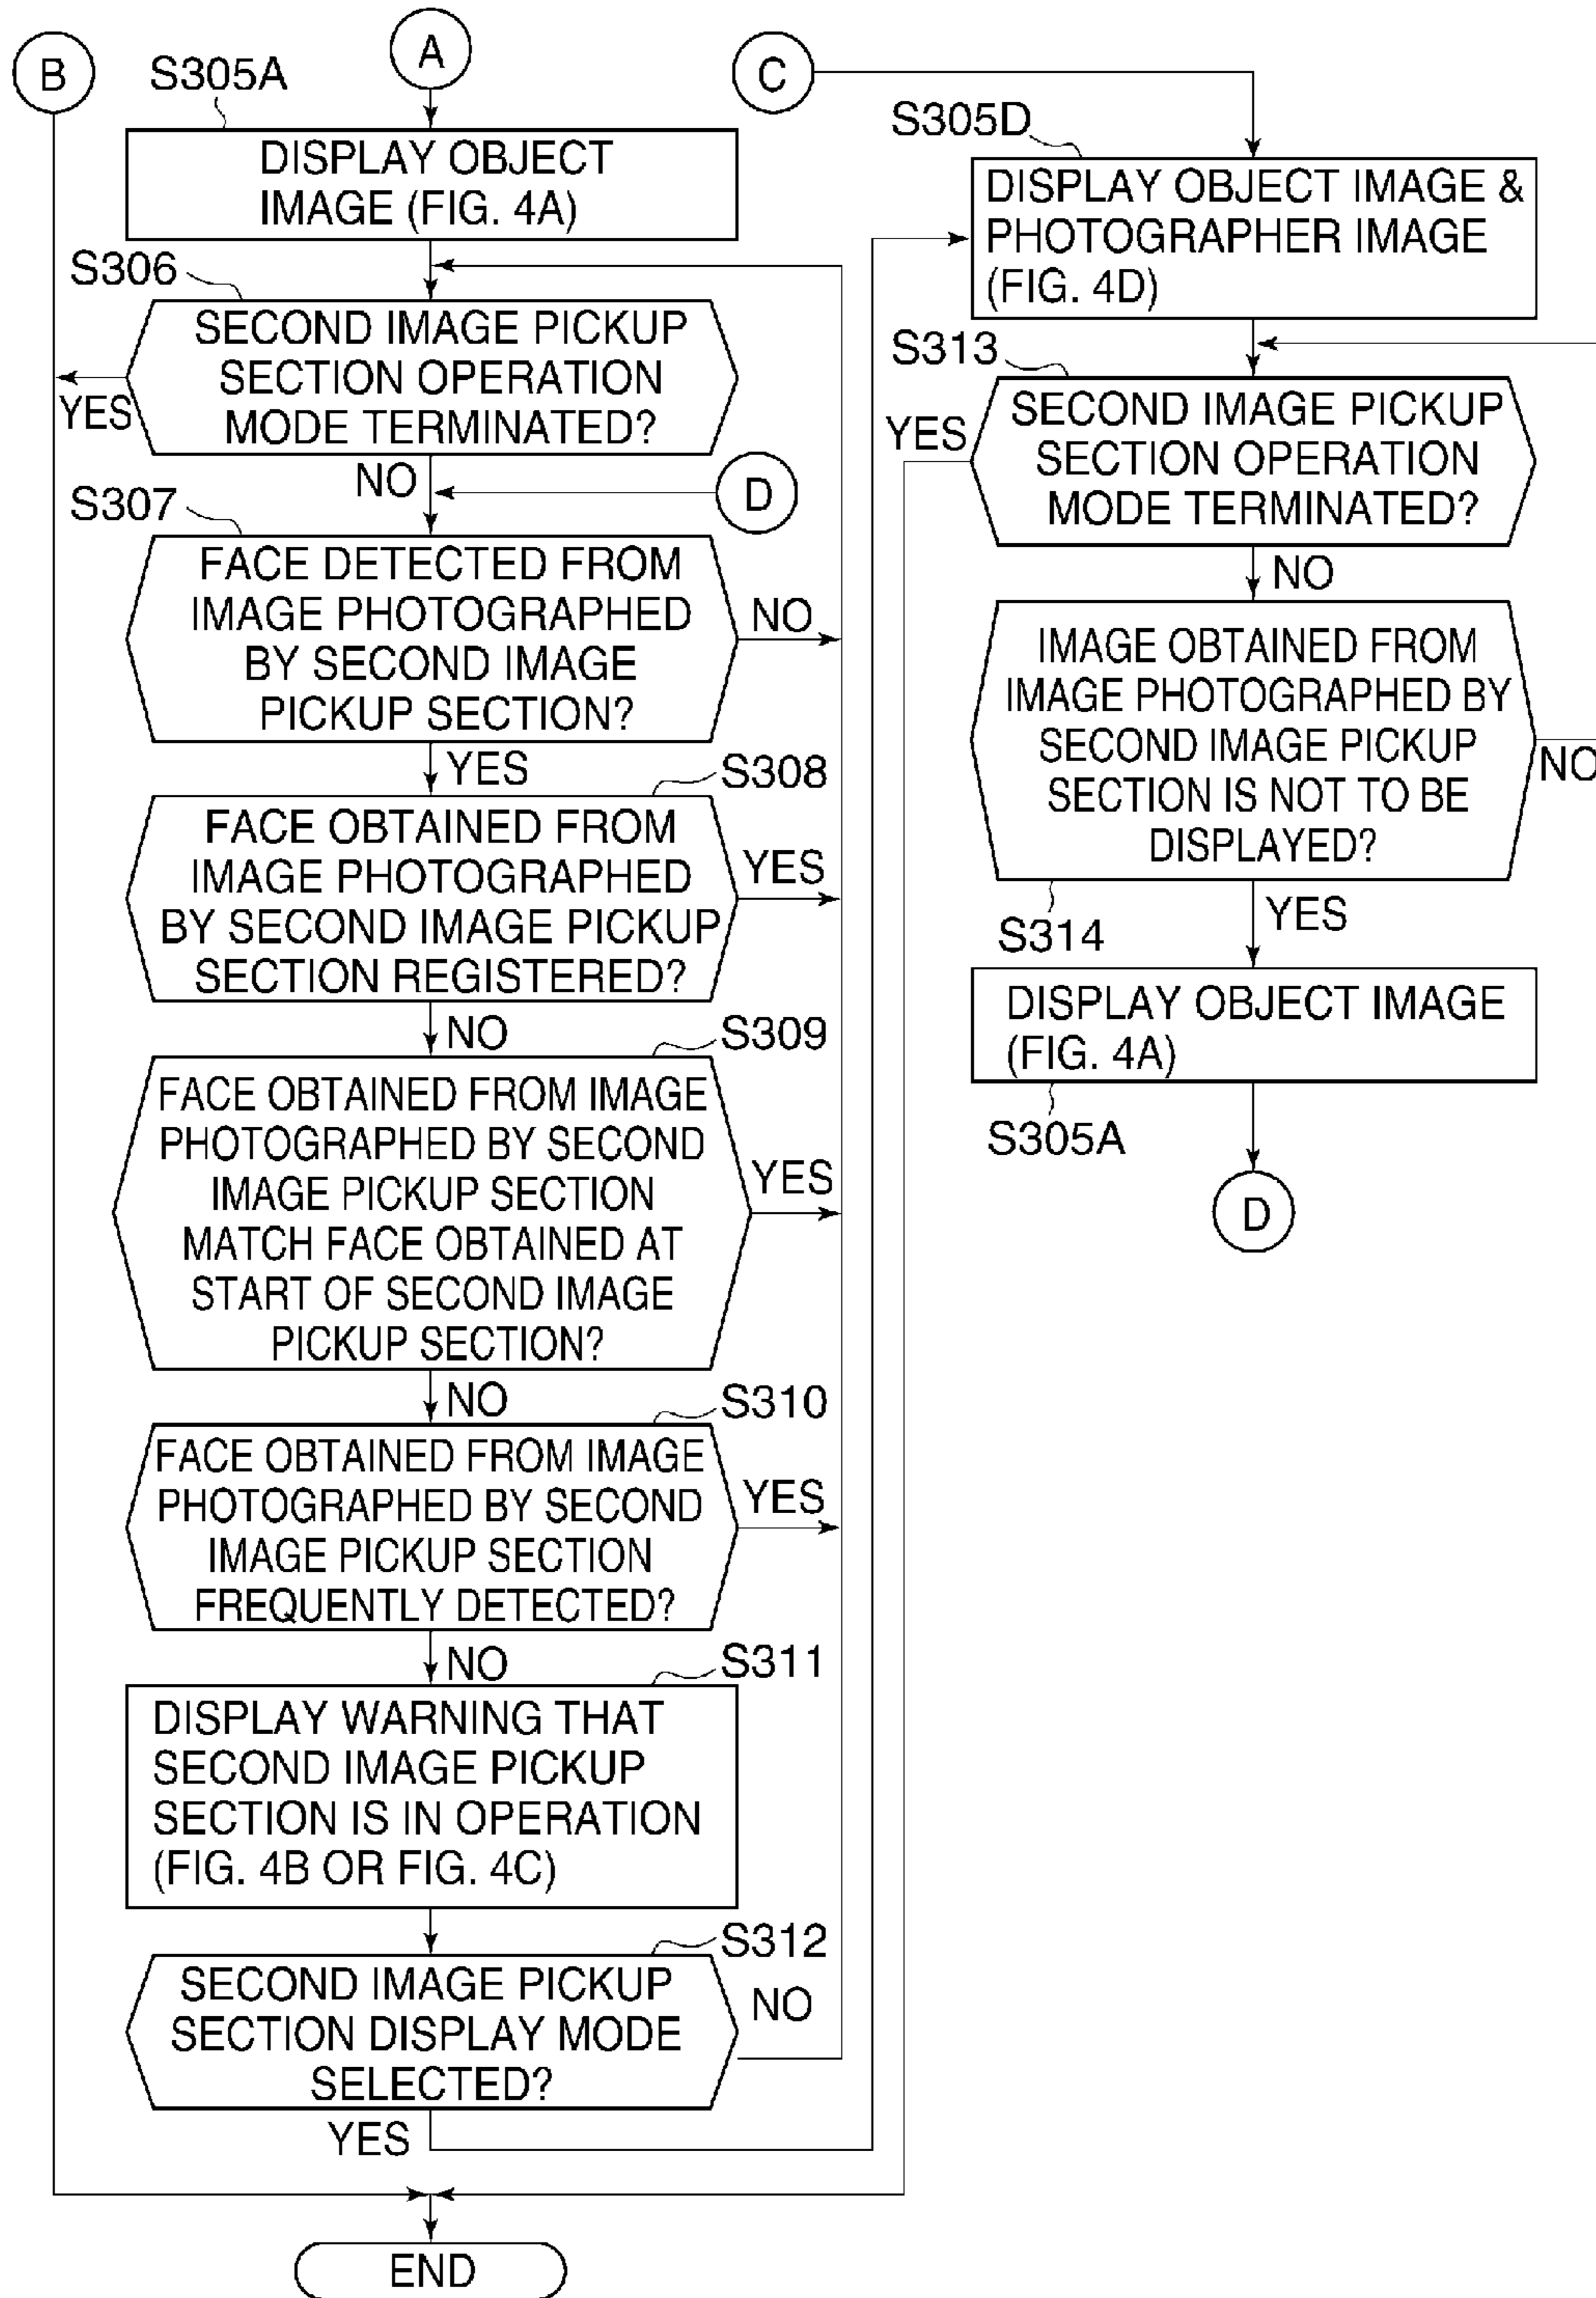 B
A
S305A
DISPLAY OBJECT
IMAGE (FIG. 4A)
S306
SECOND IMAGE PICKUP
SECTION OPERATION
MODE TERMINATED?
YES
NO
D
S307
FACE DETECTED FROM
IMAGE PHOTOGRAPHED
BY SECOND IMAGE
PICKUP SECTION?
NO
YES
S308
FACE OBTAINED FROM
IMAGE PHOTOGRAPHED
BY SECOND IMAGE PICKUP
SECTION REGISTERED?
YES
NO
S309
FACE OBTAINED FROM IMAGE
PHOTOGRAPHED BY SECOND
IMAGE PICKUP SECTION
MATCH FACE OBTAINED AT
START OF SECOND IMAGE
PICKUP SECTION?
YES
NO
S310
FACE OBTAINED FROM IMAGE
PHOTOGRAPHED BY SECOND
IMAGE PICKUP SECTION
FREQUENTLY DETECTED?
YES
NO
S311
DISPLAY WARNING THAT
SECOND IMAGE PICKUP
SECTION IS IN OPERATION
(FIG. 4B OR FIG. 4C)
S312
SECOND IMAGE PICKUP
SECTION DISPLAY MODE
SELECTED?
NO
YES
END
C
S305D
DISPLAY OBJECT IMAGE &
PHOTOGRAPHER IMAGE
(FIG. 4D)
S313
SECOND IMAGE PICKUP
SECTION OPERATION
MODE TERMINATED?
YES
NO
IMAGE OBTAINED FROM
IMAGE PHOTOGRAPHED BY
SECOND IMAGE PICKUP
SECTION IS NOT TO BE
DISPLAYED?
NO
S314
YES
DISPLAY OBJECT IMAGE
(FIG. 4A)
S305A
D